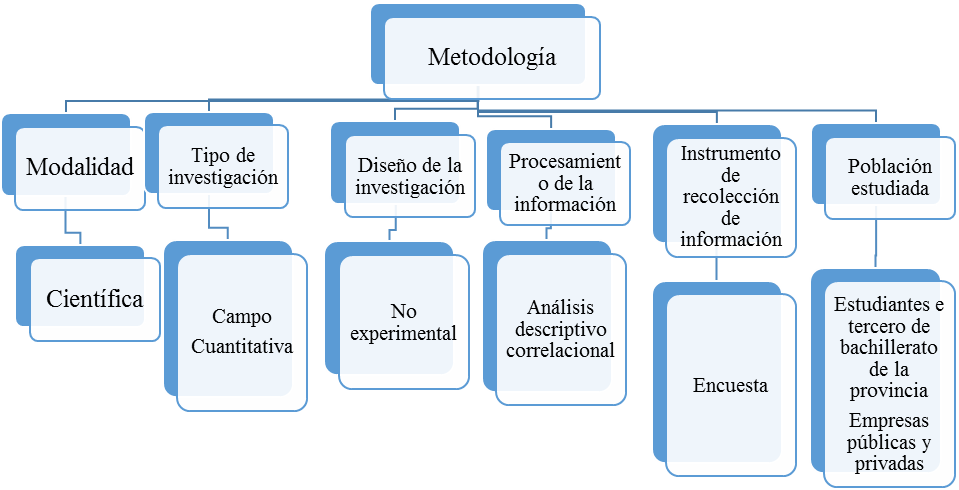 Metodología
Modalidad
Científica
Tipo de
investigación
Campo
Cuantitativa
Diseño de la
investigación
No
experimental
Procesamient
o de la
información
Análisis
descriptivo
correlacional
Instrumento
de
recolección
de
información
Encuesta
Población
estudiada
Estudiantes e
tercero de
bachillerato
de la
provincia
Empresas
públicas y
privadas